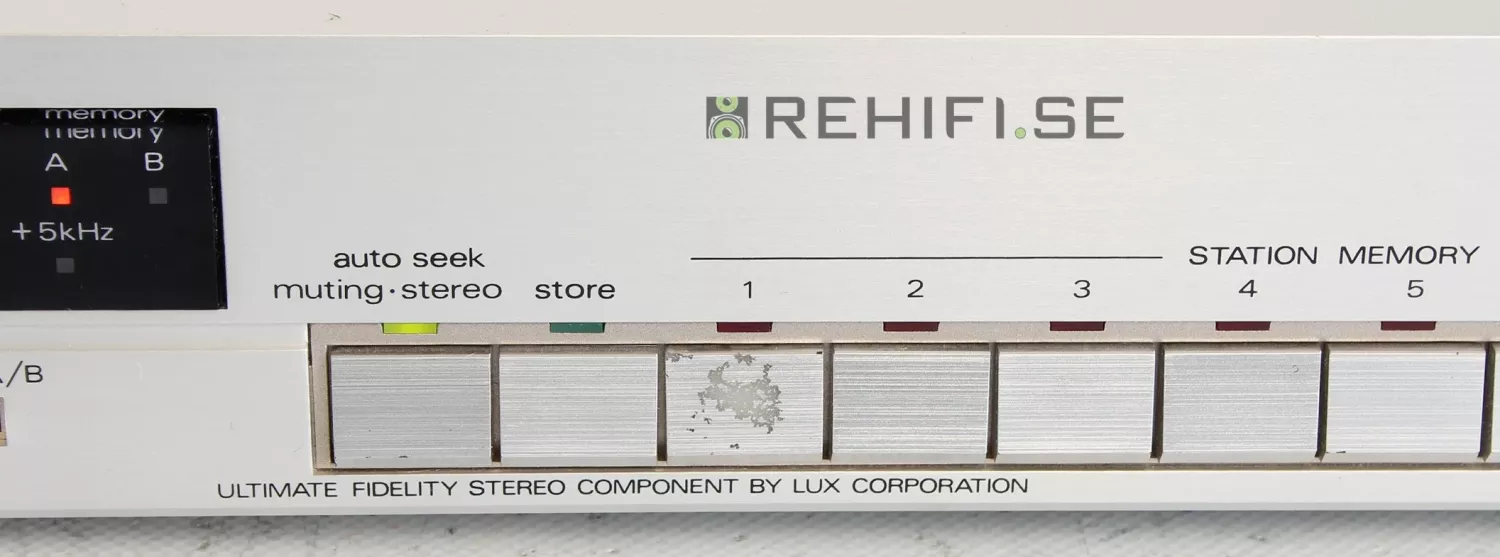 REHIFI.SE
memory
memory
A B
+5kHz
auto seek
muting·stereo
store
STATION MEMORY
1 2 3 4 5
/B
ULTIMATE FIDELITY STEREO COMPONENT BY LUX CORPORATION